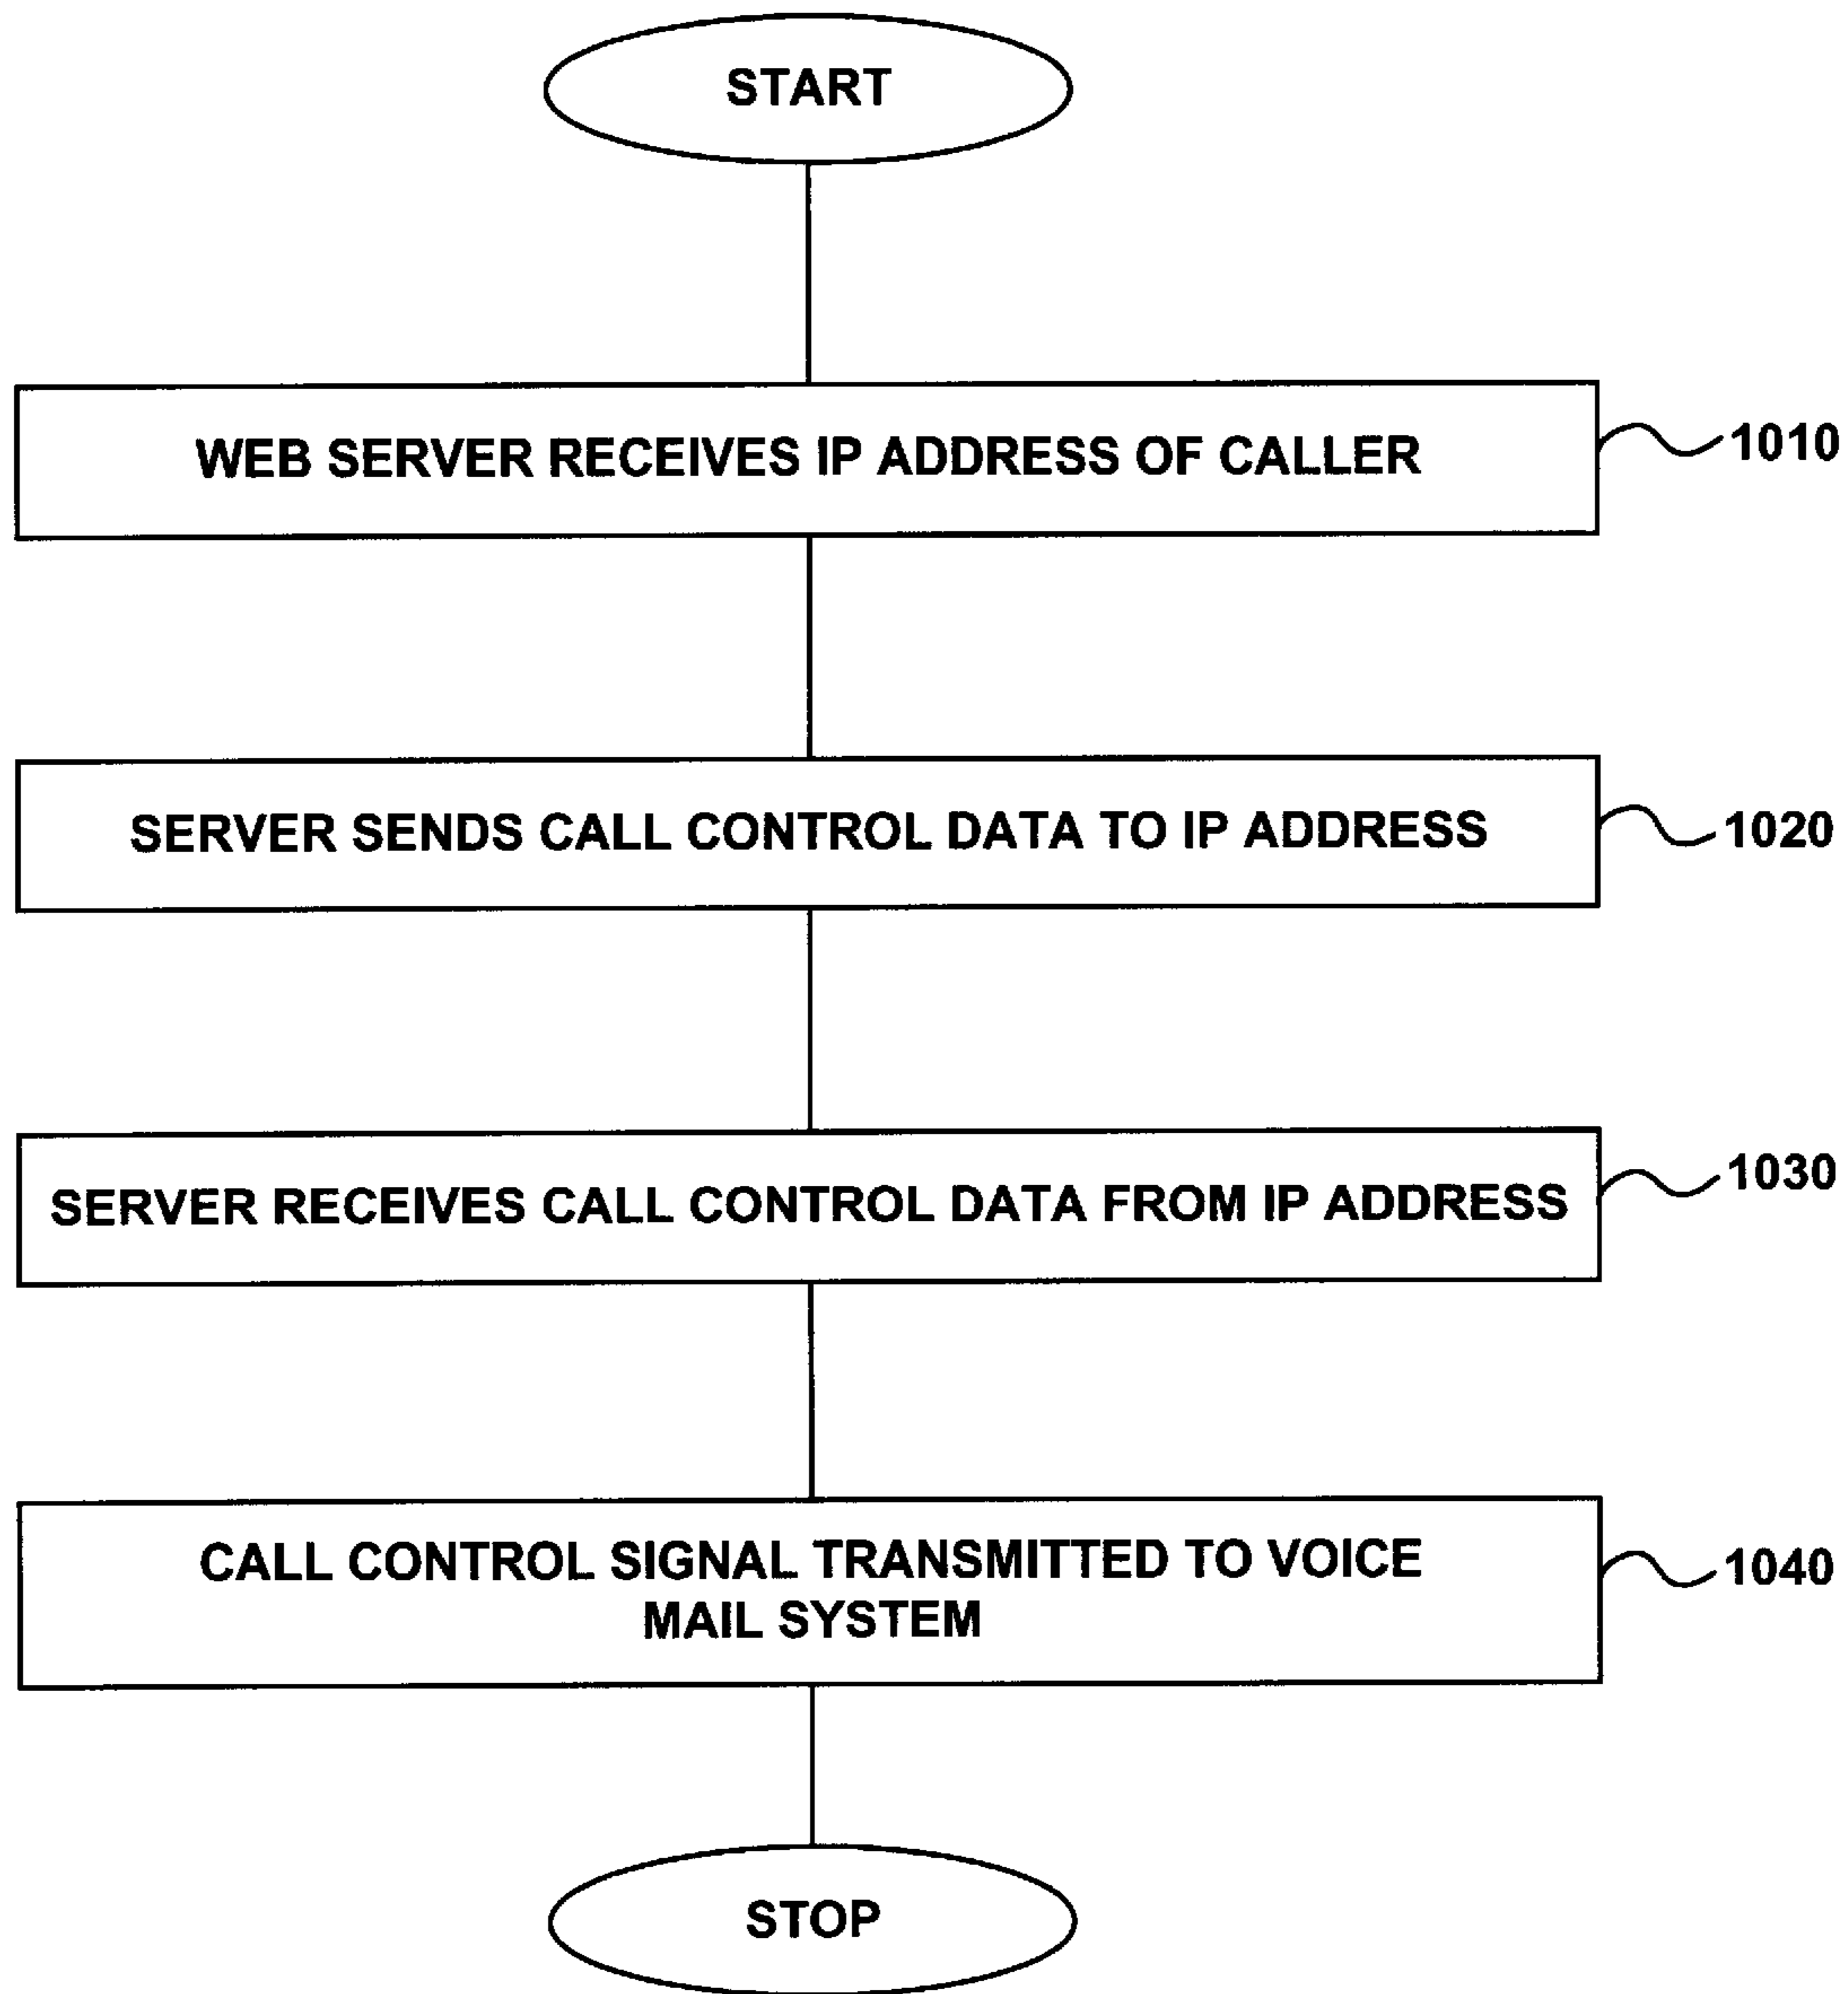 START
WEB SERVER RECEIVES IP ADDRESS OF CALLER
1010
SERVER SENDS CALL CONTROL DATA TO IP ADDRESS
1020
SERVER RECEIVES CALL CONTROL DATA FROM IP ADDRESS
1030
CALL CONTROL SIGNAL TRANSMITTED TO VOICE
MAIL SYSTEM
1040
STOP